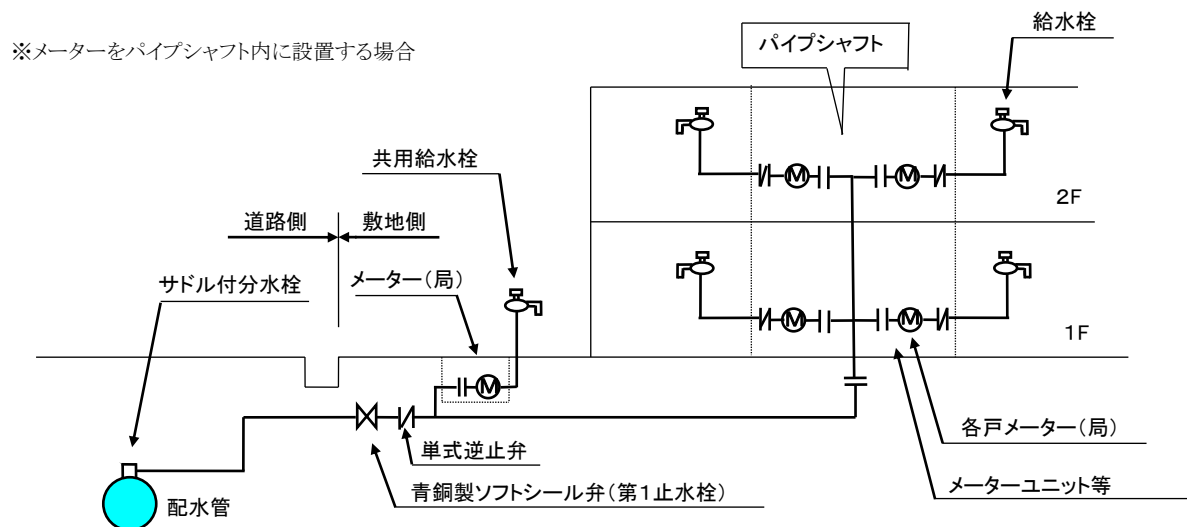 ※メーターをパイプシャフト内に設置する場合
パイプシャフト
給水栓
共用給水栓
道路側
敷地側
サドル付分水栓
メーター(局)
2F
1F
M
M
M
M
M
各戸メーター(局)
単式逆止弁
メーターユニット等
青銅製ソフトシール弁(第1止水栓)
配水管